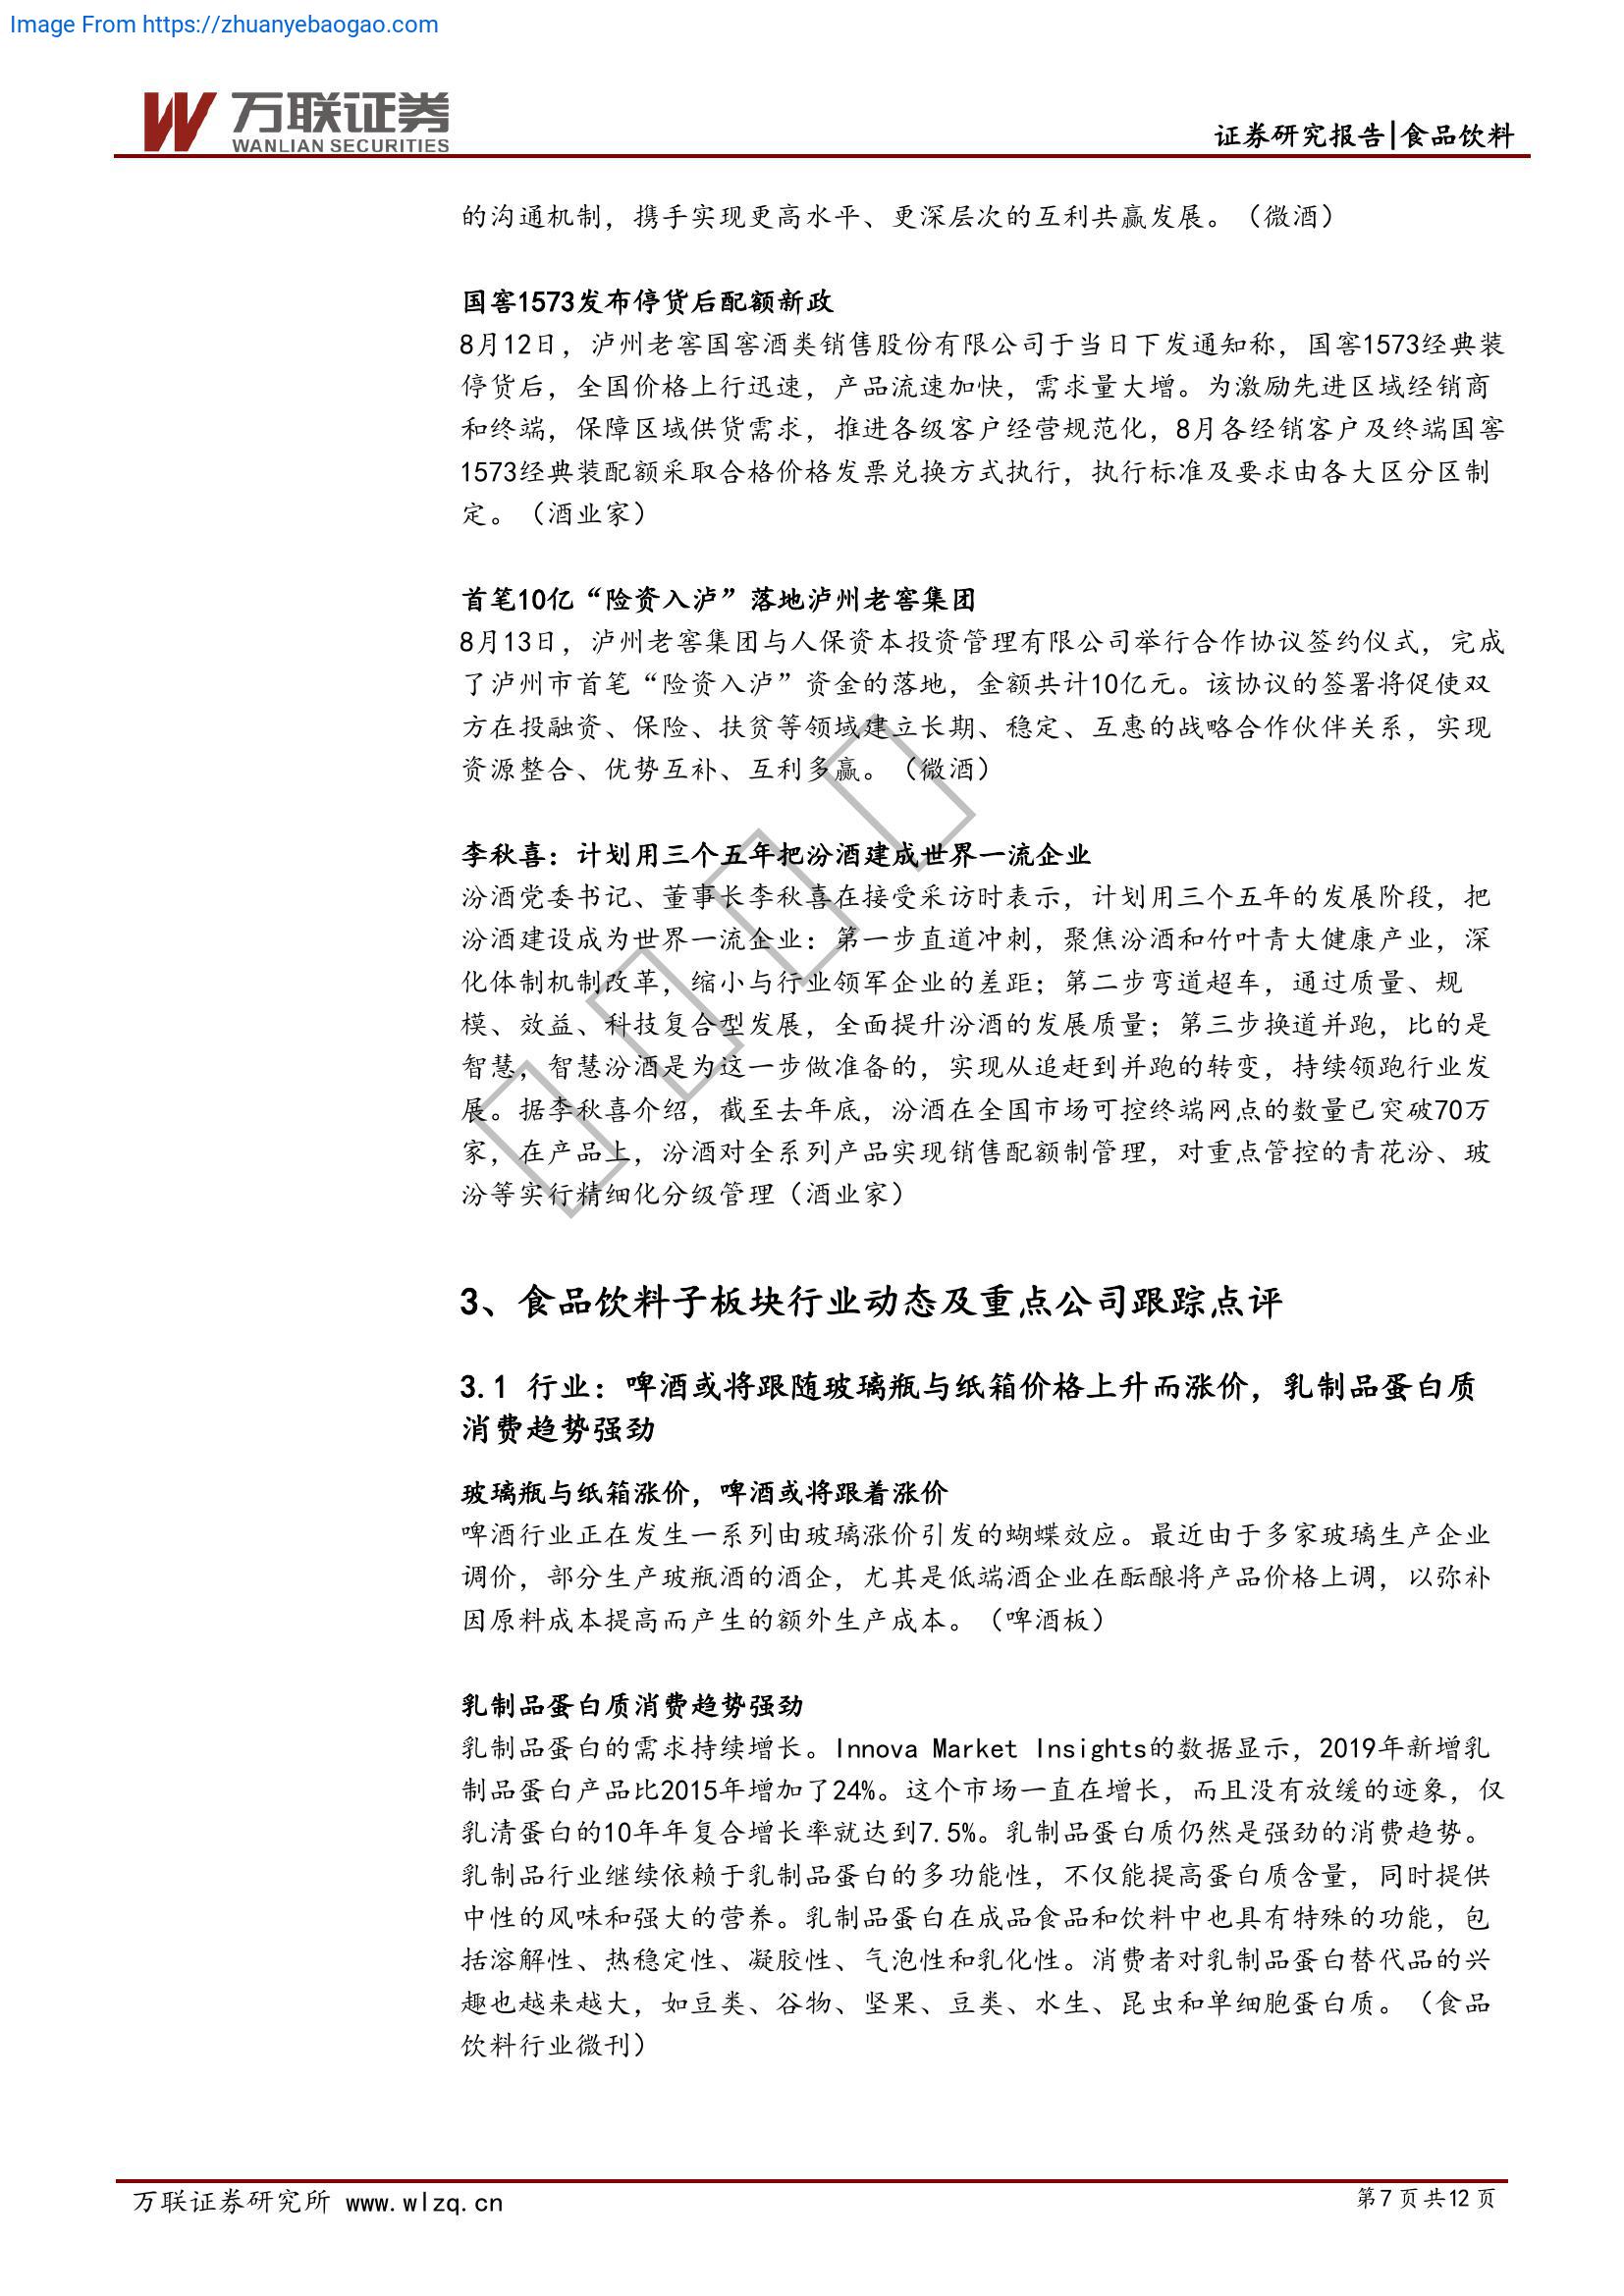 Image From https://zhuanyebaogao.com
万联证券
WANLIAN SECURITIES
证券研究报告|食品饮料
的沟通机制，携手实现更高水平、更深层次的互利共赢发展。（微酒）
国窖1573发布停货后配额新政
8月12日，泸州老窖国窖酒类销售股份有限公司于当日下发通知称，国窖1573经典装
停货后，全国价格上行迅速，产品流速加快，需求量大增。为激励先进区域经销商
和终端，保障区域供货需求，推进各级客户经营规范化，8月各经销客户及终端国窖
1573经典装配额采取合格价格发票兑换方式执行，执行标准及要求由各大区分区制
定。（酒业家）
首笔10亿“险资入泸”落地泸州老窖集团
8月13日，泸州老窖集团与人保资本投资管理有限公司举行合作协议签约仪式，完成
了泸州市首笔“险资入泸”资金的落地，金额共计10亿元。该协议的签署将促使双
方在投融资、保险、扶贫等领域建立长期、稳定、互惠的战略合作伙伴关系，实现
资源整合、优势互补、互利多赢。（微酒）
李秋喜：计划用三个五年把汾酒建成世界一流企业
汾酒党委书记、董事长李秋喜在接受采访时表示，计划用三个五年的发展阶段，把
汾酒建设成为世界一流企业：第一步直道冲刺，聚焦汾酒和竹叶青大健康产业，深
化体制机制改革，缩小与行业领军企业的差距；第二步弯道超车，通过质量、规
模、效益、科技复合型发展，全面提升汾酒的发展质量；第三步换道并跑，比的是
智慧，智慧汾酒是为这一步做准备的，实现从追赶到并跑的转变，持续领跑行业发
展。据李秋喜介绍，截至去年底，汾酒在全国市场可控终端网点的数量已突破70万
家，在产品上，汾酒对全系列产品实现销售配额制管理，对重点管控的青花汾、玻
汾等实行精细化分级管理（酒业家）
3、食品饮料子板块行业动态及重点公司跟踪点评
3.1 行业：啤酒或将跟随玻璃瓶与纸箱价格上升而涨价，乳制品蛋白质
消费趋势强劲
玻璃瓶与纸箱涨价，啤酒或将跟着涨价
啤酒行业正在发生一系列由玻璃涨价引发的蝴蝶效应。最近由于多家玻璃生产企业
调价，部分生产玻瓶酒的酒企，尤其是低端酒企业在酝酿将产品价格上调，以弥补
因原料成本提高而产生的额外生产成本。（啤酒板）
乳制品蛋白质消费趋势强劲
乳制品蛋白的需求持续增长。Innova Market Insights的数据显示，2019年新增乳
制品蛋白产品比2015年增加了24%。这个市场一直在增长，而且没有放缓的迹象，仅
乳清蛋白的10年年复合增长率就达到7.5%。乳制品蛋白质仍然是强劲的消费趋势。
乳制品行业继续依赖于乳制品蛋白的多功能性，不仅能提高蛋白质含量，同时提供
中性的风味和强大的营养。乳制品蛋白在成品食品和饮料中也具有特殊的功能，包
括溶解性、热稳定性、凝胶性、气泡性和乳化性。消费者对乳制品蛋白替代品的兴
趣也越来越大，如豆类、谷物、坚果、豆类、水生、昆虫和单细胞蛋白质。（食品
饮料行业微刊）
万联证券研究所 www.wlzq.cn
第7页共12页